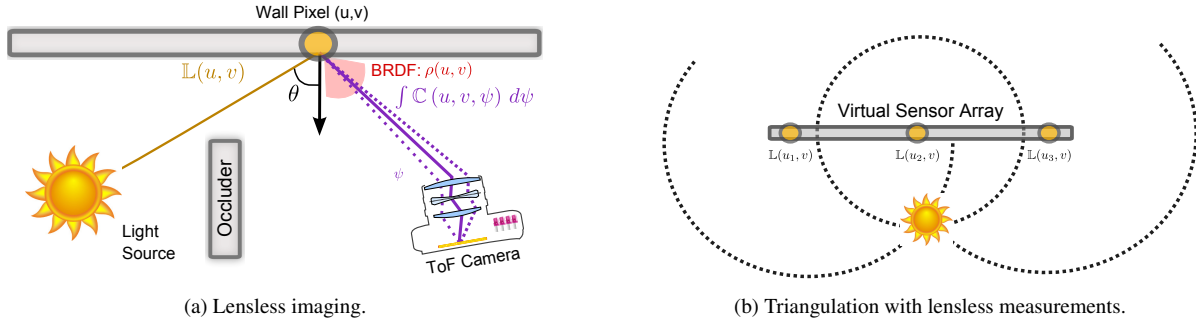 Wall Pixel (u,v)
𝕃(u, v)
θ
BRDF: ρ(u, v)
∫ ℂ (u, v, ψ) dψ
ψ
Occluder
Light
Source
ToF Camera
(a) Lensless imaging.
Virtual Sensor Array
𝕃(u₁, v)
𝕃(u₂, v)
𝕃(u₃, v)
(b) Triangulation with lensless measurements.